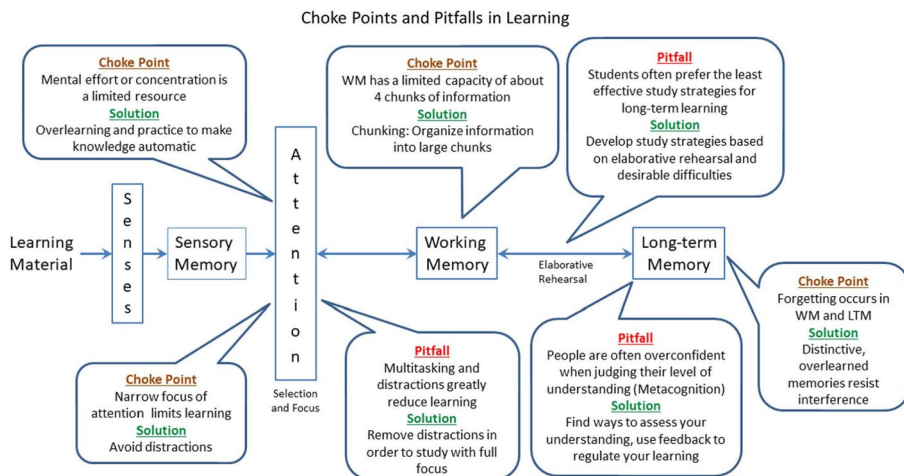 Choke Points and Pitfalls in Learning
Choke Point
Mental effort or concentration is
a limited resource
Solution
Overlearning and practice to make
knowledge automatic
Choke Point
WM has a limited capacity of about
4 chunks of information
Solution
Chunking: Organize information
into large chunks
Pitfall
Students often prefer the least
effective study strategies for
long-term learning
Solution
Develop study strategies based
on elaborative rehearsal and
desirable difficulties
Learning
Material
Senses
Sensory
Memory
Attention
Selection
and Focus
Working
Memory
Elaborative
Rehearsal
Long-term
Memory
Choke Point
Narrow focus of
attention limits learning
Solution
Avoid distractions
Pitfall
Multitasking and
distractions greatly
reduce learning
Solution
Remove distractions in
order to study with full
focus
Pitfall
People are often overconfident
when judging their level of
understanding (Metacognition)
Solution
Find ways to assess your
understanding, use feedback to
regulate your learning
Choke Point
Forgetting occurs in
WM and LTM
Solution
Distinctive,
overlearned
memories resist
interference